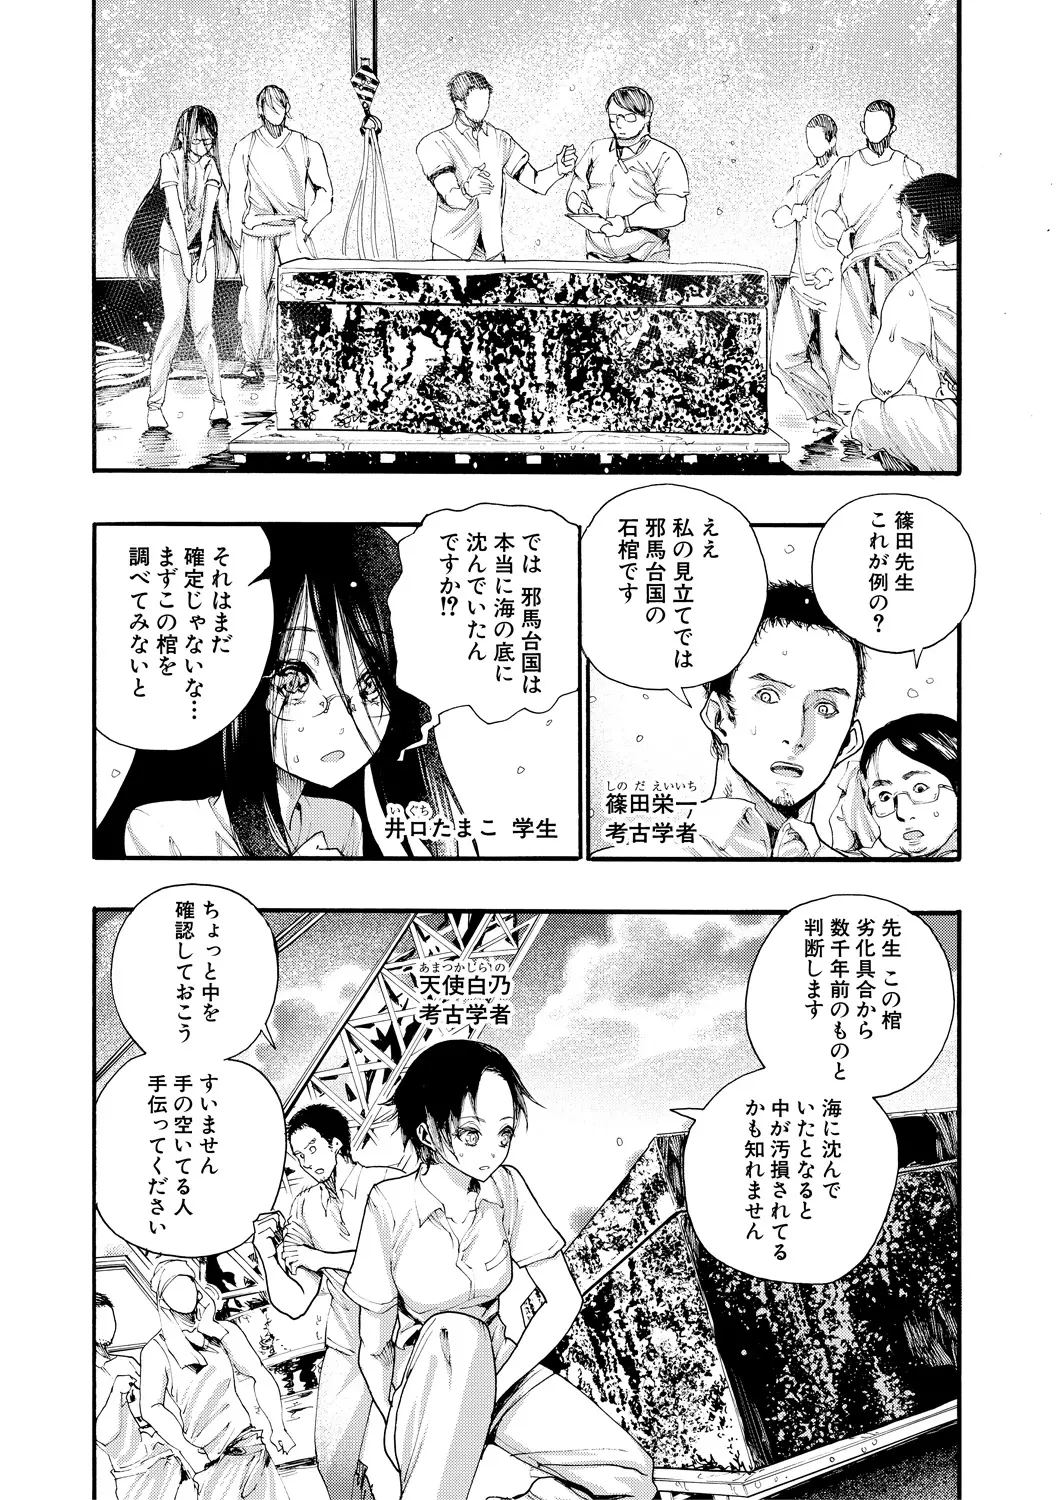 篠田先生
これが例の?
ええ
私の見立てでは
邪馬台国の
石棺です
しのだえいいち
篠田栄一
考古学者
では 邪馬台国は
本当に海の底に
沈んでいたん
ですか!?
それはまだ
確定じゃないな…
まずこの棺を
調べてみないと
いぐち
井口たまこ 学生
先生 この棺
劣化具合から
数千年前のものと
判断します
海に沈んで
いたとなると
中が汚損されてる
かも知れません
あまつかしらの
天使白乃
考古学者
ちょっと中を
確認しておこう
すいません
手の空いてる人
手伝ってください